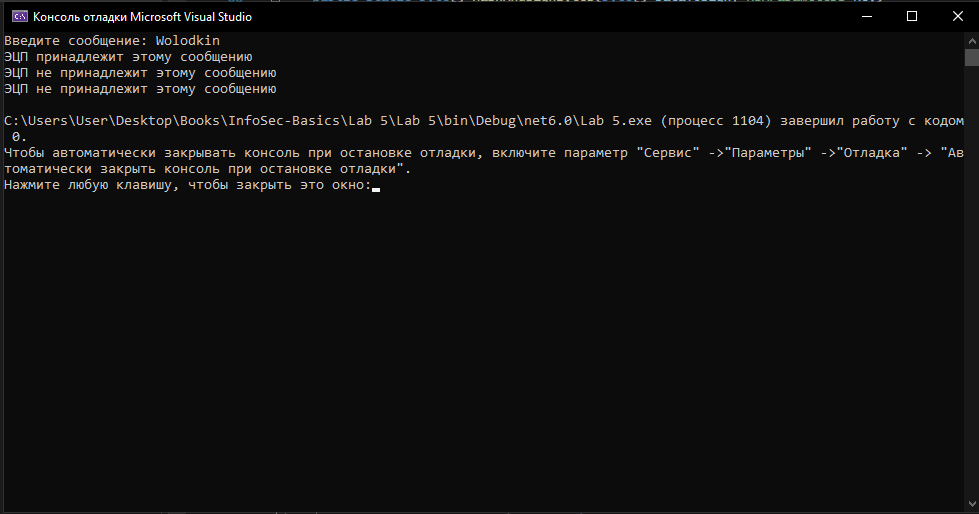 Консоль отладки Microsoft Visual Studio
Введите сообщение: Wolodkin
ЭЦП принадлежит этому сообщению
ЭЦП не принадлежит этому сообщению
ЭЦП не принадлежит этому сообщению
C:\Users\User\Desktop\Books\InfoSec-Basics\Lab 5\Lab 5\bin\Debug\net6.0\Lab 5.exe (процесс 1104) завершил работу с кодом
0.
Чтобы автоматически закрывать консоль при остановке отладки, включите параметр "Сервис" ->"Параметры" ->"Отладка" -> "Ав
томатически закрыть консоль при остановке отладки".
Нажмите любую клавишу, чтобы закрыть это окно: